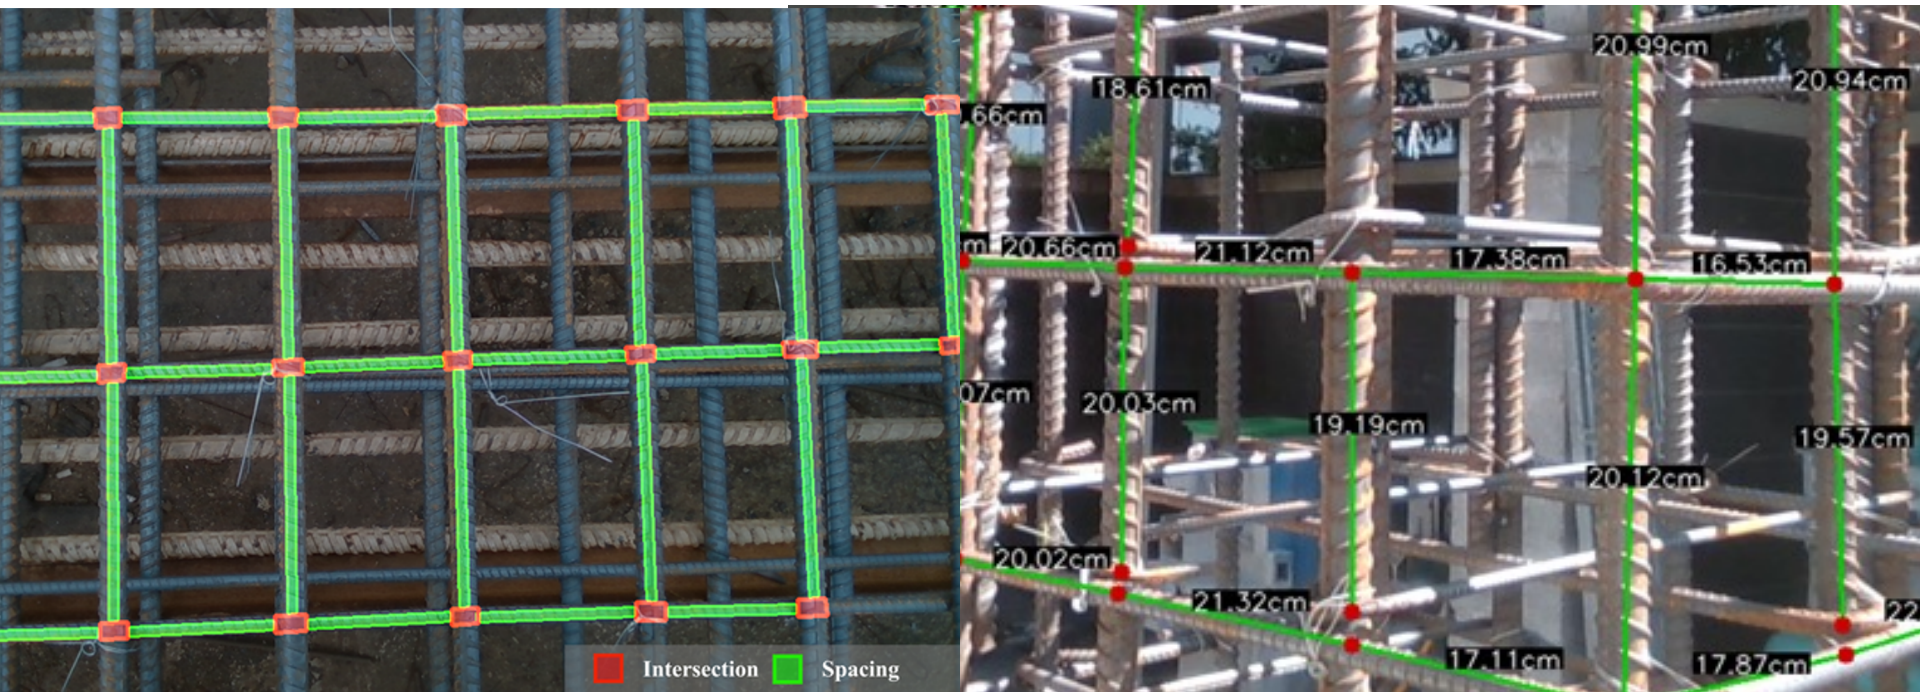 20.99cm
18.61cm
20.94cm
.66cm
m
20.66cm
21.12cm
17.38cm
16.53cm
07cm
20.03cm
19.19cm
19.57cm
20.12cm
20.02cm
21.32cm
22
17.11cm
17.87cm
Intersection
Spacing